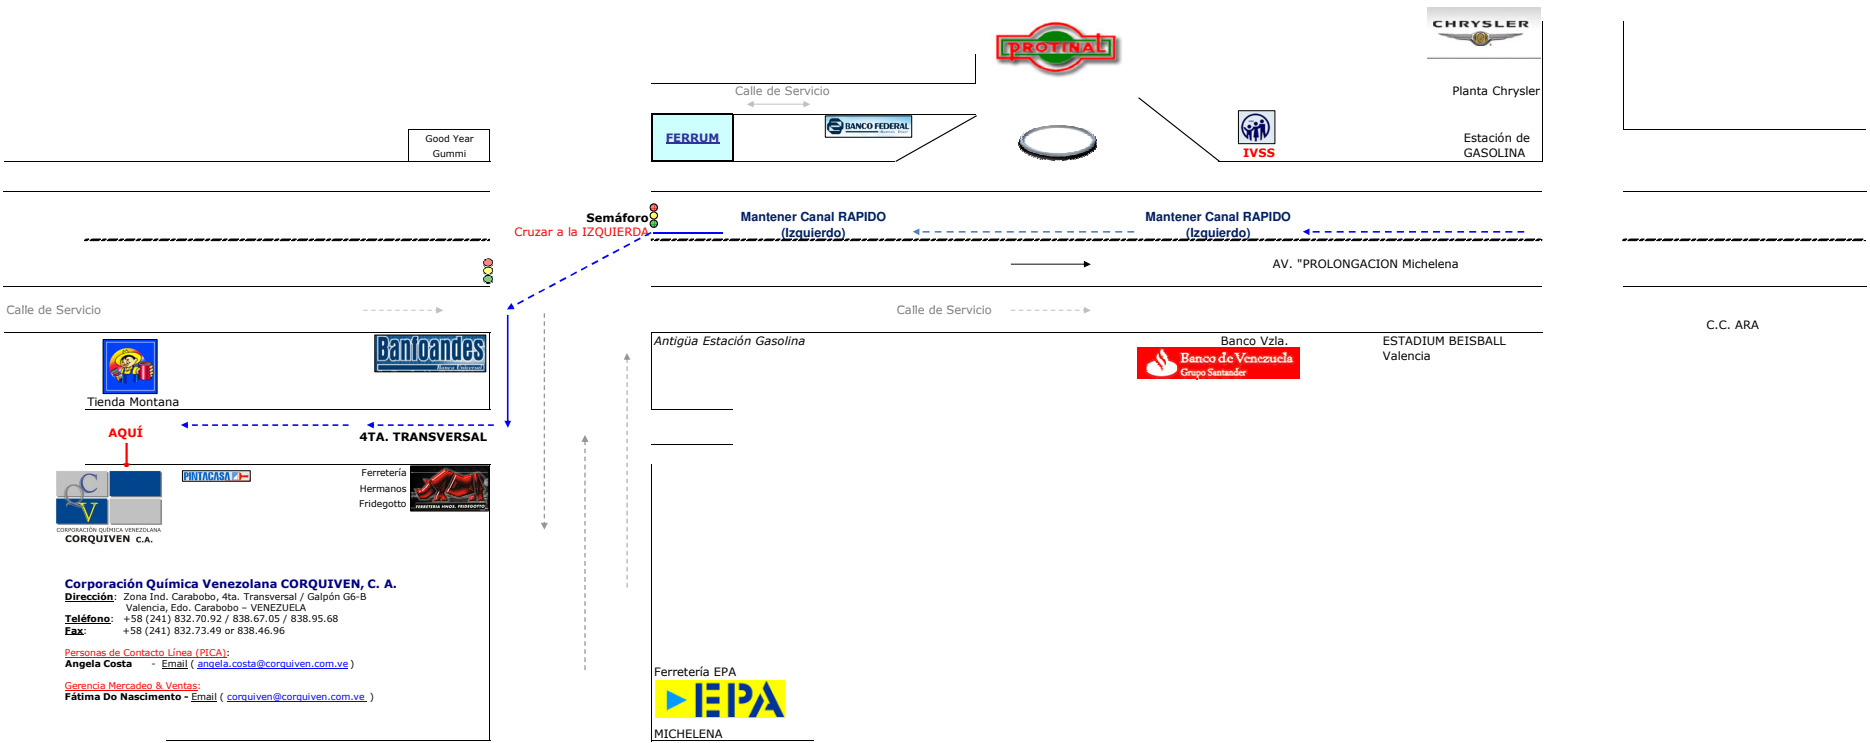 PROTINAL
CHRYSLER
Calle de Servicio
Planta Chrysler
Good Year
Gummi
FERRUM
BANCO FEDERAL
IVSS
Estación de
GASOLINA
Semáforo
Cruzar a la IZQUIERDA
Mantener Canal RAPIDO
(Izquierdo)
Mantener Canal RAPIDO
(Izquierdo)
AV. "PROLONGACION Michelena
Calle de Servicio
Calle de Servicio
C.C. ARA
Banfoandes
Banco Universal
Antigüa Estación Gasolina
Banco Vzla.
Banco de Venezuela
Grupo Santander
ESTADIUM BEISBALL
Valencia
Tienda Montana
AQUÍ
4TA. TRANSVERSAL
QCV
CORPORACIÓN QUÍMICA VENEZOLANA
CORQUIVEN C.A.
PINTACASA
Ferretería
Hermanos
Fridegotto
FERRETERIA HNOS. FRIDEGOTTO
Corporación Química Venezolana CORQUIVEN, C. A.
Dirección: Zona Ind. Carabobo, 4ta. Transversal / Galpón G6-B
Valencia, Edo. Carabobo – VENEZUELA
Teléfono: +58 (241) 832.70.92 / 838.67.05 / 838.95.68
Fax: +58 (241) 832.73.49 or 838.46.96
Personas de Contacto Línea (PICA):
Angela Costa - Email ( angela.costa@corquiven.com.ve )
Gerencia Mercadeo & Ventas:
Fátima Do Nascimento - Email ( corquiven@corquiven.com.ve )
Ferretería EPA
EPA
MICHELENA